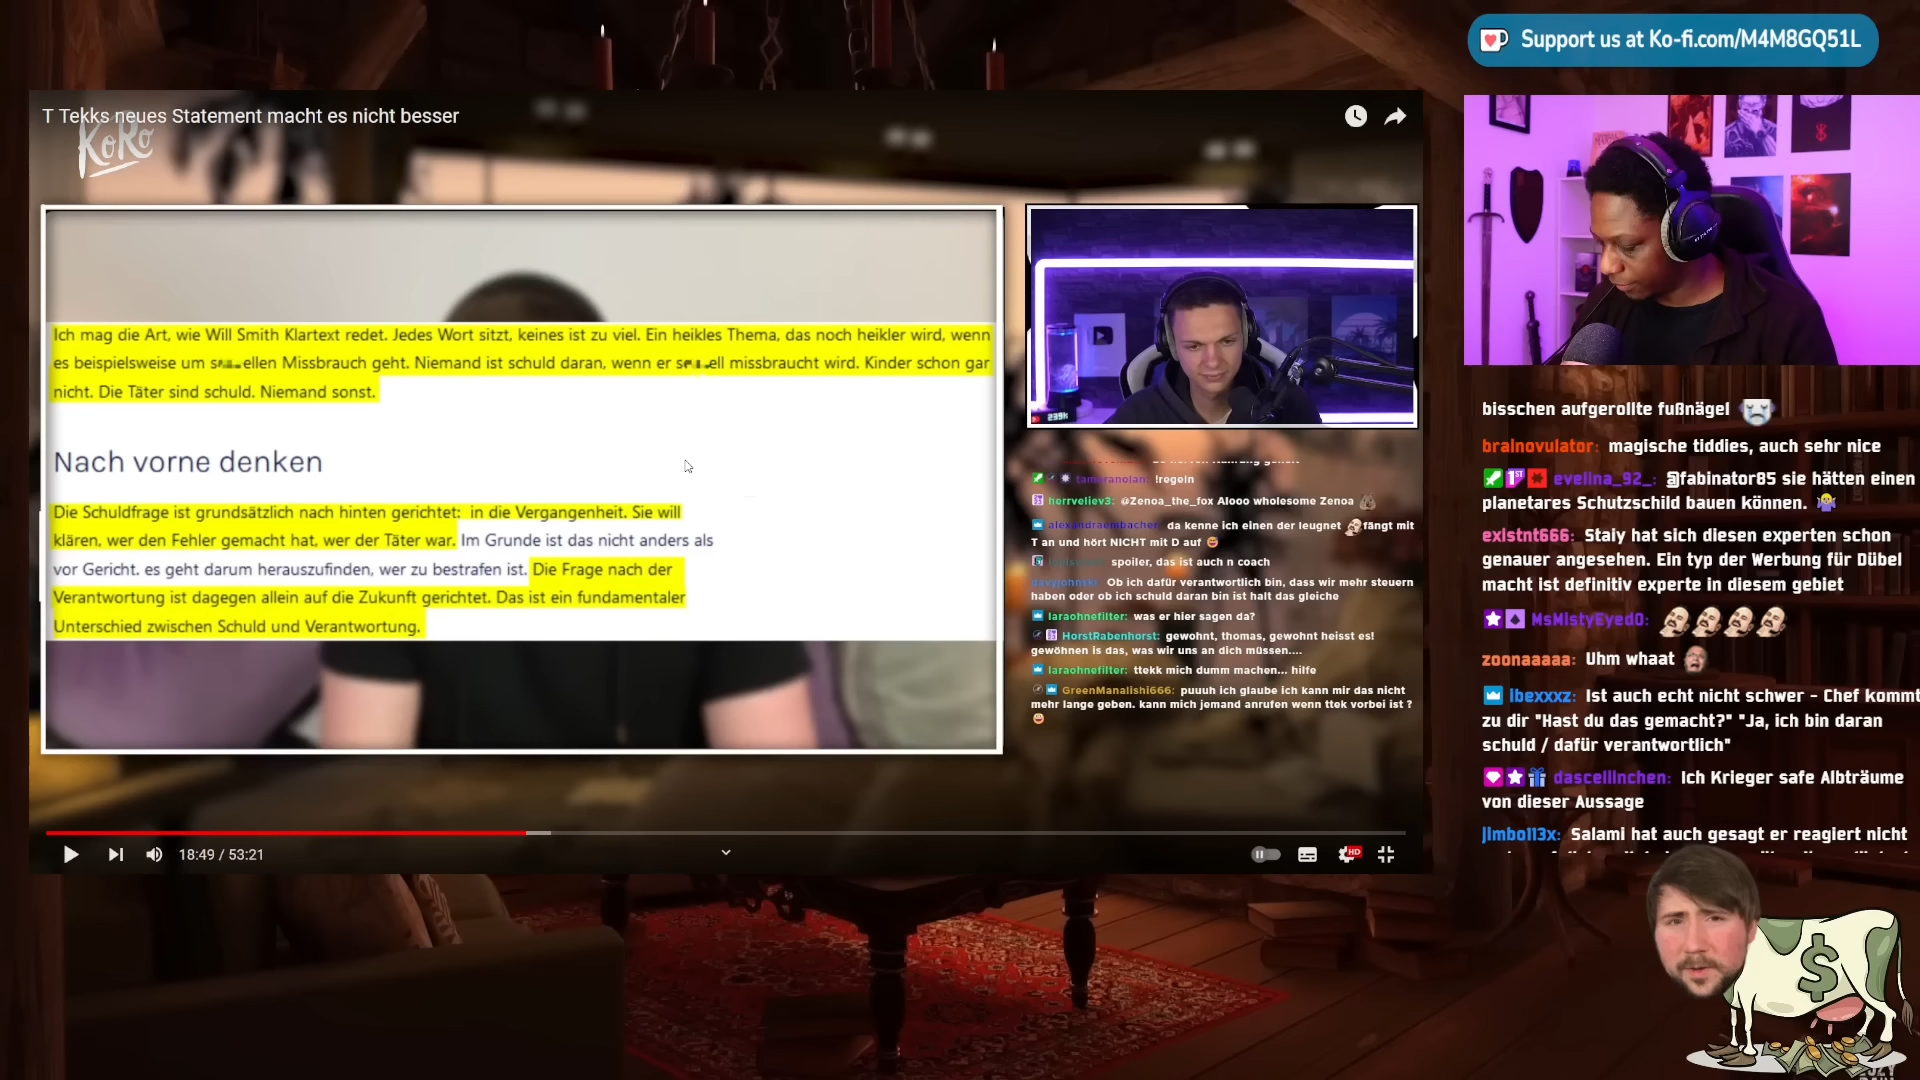 Support us at Ko-fi.com/M4M8GQ51L
T Tekks neues Statement macht es nicht besser
KoRo
Ich mag die Art, wie Will Smith Klartext redet. Jedes Wort sitzt, keines ist zu viel. Ein heikles Thema, das noch heikler wird, wenn
es beispielsweise um s ellen Missbrauch geht. Niemand ist schuld daran, wenn er se ell missbraucht wird. Kinder schon gar
nicht. Die Täter sind schuld. Niemand sonst.
Nach vorne denken
Die Schuldfrage ist grundsätzlich nach hinten gerichtet: in die Vergangenheit. Sie will
klären, wer den Fehler gemacht hat, wer der Täter war. Im Grunde ist das nicht anders als
vor Gericht. es geht darum herauszufinden, wer zu bestrafen ist. Die Frage nach der
Verantwortung ist dagegen allein auf die Zukunft gerichtet. Das ist ein fundamentaler
Unterschied zwischen Schuld und Verantwortung.
18:49 / 53:21
HD
239k
tamaranolan: !regeln
herrveliev3: @Zenoa_the_fox Alooo wholesome Zenoa
alexandraembacher: da kenne ich einen der leugnet fängt mit
T an und hört NICHT mit D auf
spoiler, das ist auch n coach
Ob ich dafür verantwortlich bin, dass wir mehr steuern
haben oder ob ich schuld daran bin ist halt das gleiche
laraohnefilter: was er hier sagen da?
HorstRabenhorst: gewohnt, thomas, gewohnt heisst es!
gewöhnen is das, was wir uns an dich müssen....
laraohnefilter: ttekk mich dumm machen... hilfe
GreenManalishi666: puuuh ich glaube ich kann mir das nicht
mehr lange geben. kann mich jemand anrufen wenn ttek vorbei ist ?
bisschen aufgerollte fußnägel
brainovulator: magische tiddies, auch sehr nice
1ST evelina_92_: @fabinator85 sie hätten einen
planetares Schutzschild bauen können.
existnt666: Staly hat sich diesen experten schon
genauer angesehen. Ein typ der Werbung für Dübel
macht ist definitiv experte in diesem gebiet
MsMistyEyed0:
zoonaaaaa: Uhm whaat
ibexxxz: Ist auch echt nicht schwer - Chef kommt
zu dir "Hast du das gemacht?" "Ja, ich bin daran
schuld / dafür verantwortlich"
dascellinchen: Ich Krieger safe Albträume
von dieser Aussage
jimbo113x: Salami hat auch gesagt er reagiert nicht
$